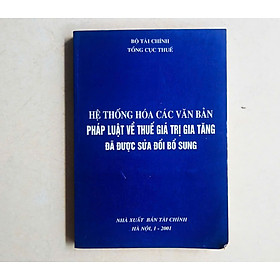 BỘ TÀI CHÍNH
TỔNG CỤC THUẾ
HỆ THỐNG HÓA CÁC VĂN BẢN
PHÁP LUẬT VỀ THUẾ GIÁ TRỊ GIA TĂNG
ĐÃ ĐƯỢC SỬA ĐỔI BỔ SUNG
NHÀ XUẤT BẢN TÀI CHÍNH
HÀ NỘI, 1 - 2001